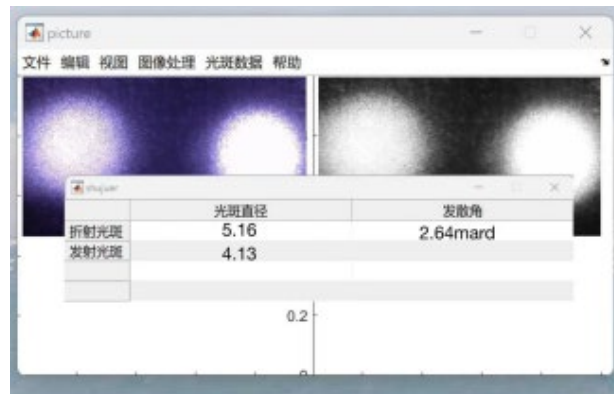 picture
文件 编辑 视图 图像处理 光斑数据 帮助
shujuer
光斑直径 发散角
折射光斑 5.16 2.64mard
发射光斑 4.13
0.2
0